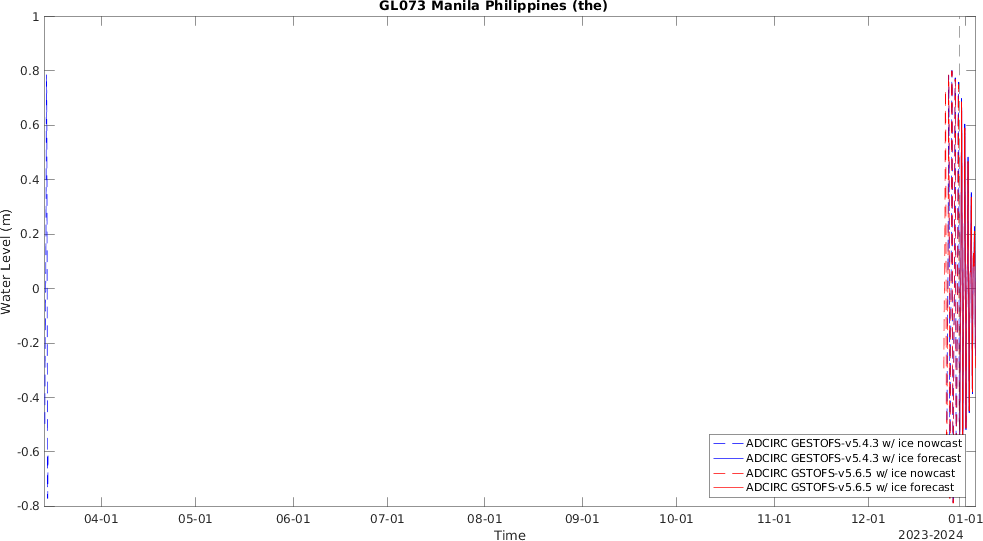 GL073 Manila Philippines (the)
Water Level (m)
1
0.8
0.6
0.4
0.2
0
-0.2
-0.4
-0.6
-0.8
ADCIRC GESTOFS-v5.4.3 w/ ice nowcast
ADCIRC GESTOFS-v5.4.3 w/ ice forecast
ADCIRC GSTOFS-v5.6.5 w/ ice nowcast
ADCIRC GSTOFS-v5.6.5 w/ ice forecast
04-01 05-01 06-01 07-01 08-01 09-01 10-01 11-01 12-01 01-01
Time
2023-2024